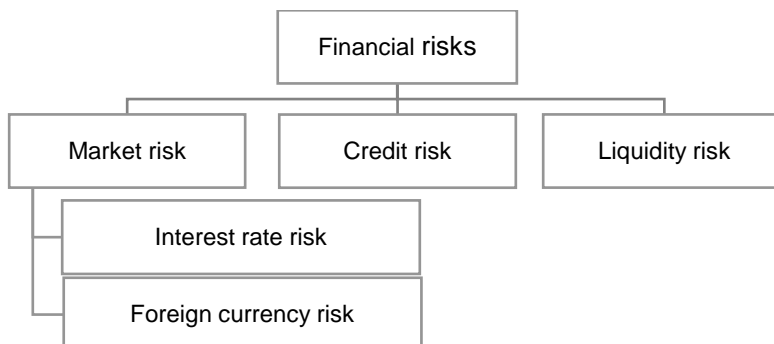 Financial risks
Market risk
Credit risk
Liquidity risk
Interest rate risk
Foreign currency risk